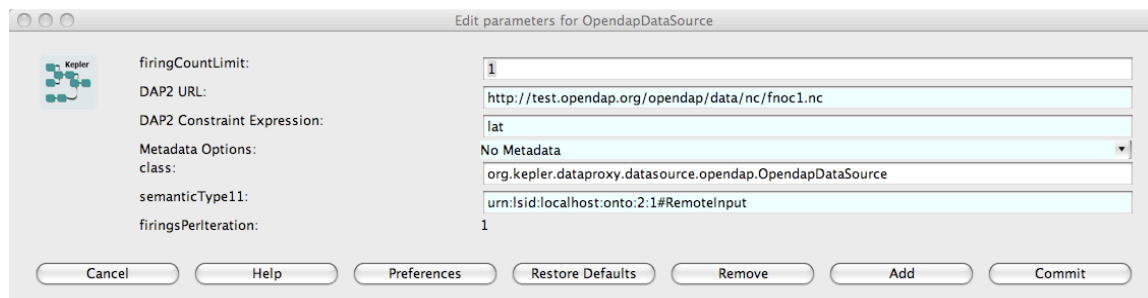 Edit parameters for OpendapDataSource
Kepler
firingCountLimit: 1
DAP2 URL: http://test.opendap.org/opendap/data/nc/fnoc1.nc
DAP2 Constraint Expression: lat
Metadata Options: No Metadata
class: org.kepler.dataproxy.datasource.opendap.OpendapDataSource
semanticType11: urn:lsid:localhost:onto:2:1#RemoteInput
firingsPerIteration: 1
Cancel Help Preferences Restore Defaults Remove Add Commit